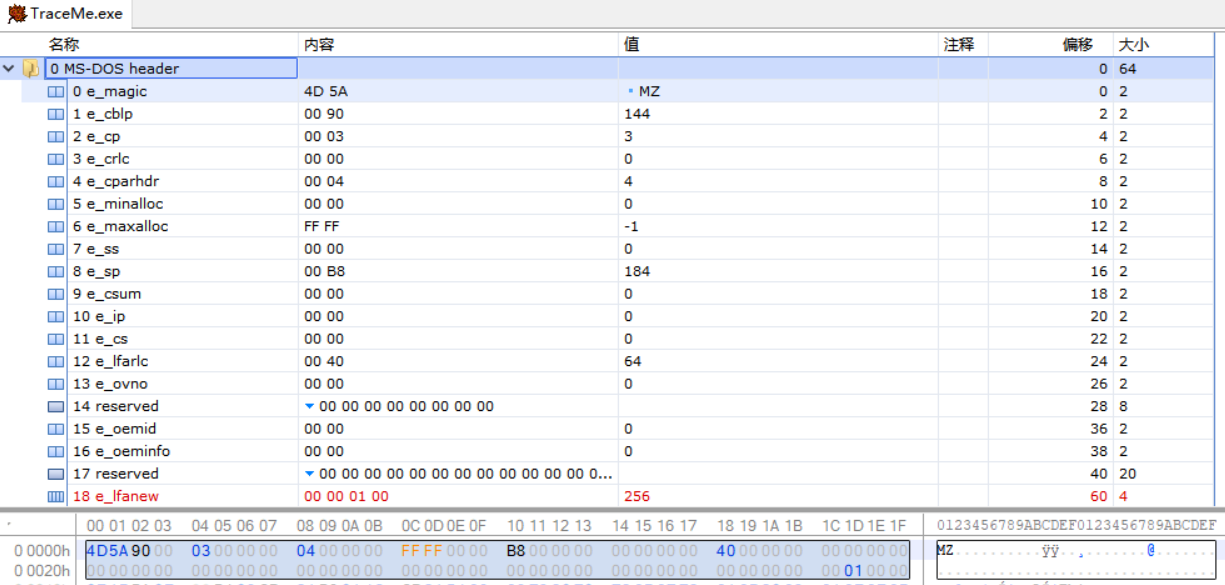 TraceMe.exe
名称 内容 值 注释 偏移 大小
0 MS-DOS header 0 64
0 e_magic 4D 5A MZ 0 2
1 e_cblp 00 90 144 2 2
2 e_cp 00 03 3 4 2
3 e_crlc 00 00 0 6 2
4 e_cparhdr 00 04 4 8 2
5 e_minalloc 00 00 0 10 2
6 e_maxalloc FF FF -1 12 2
7 e_ss 00 00 0 14 2
8 e_sp 00 B8 184 16 2
9 e_csum 00 00 0 18 2
10 e_ip 00 00 0 20 2
11 e_cs 00 00 0 22 2
12 e_lfarlc 00 40 64 24 2
13 e_ovno 00 00 0 26 2
14 reserved 00 00 00 00 00 00 00 00 28 8
15 e_oemid 00 00 0 36 2
16 e_oeminfo 00 00 0 38 2
17 reserved 00 00 00 00 00 00 00 00 00 00 00 00 0... 40 20
18 e_lfanew 00 00 01 00 256 60 4
00 01 02 03 04 05 06 07 08 09 0A 0B 0C 0D 0E 0F 10 11 12 13 14 15 16 17 18 19 1A 1B 1C 1D 1E 1F 0123456789ABCDEF0123456789ABCDEF
0 0000h 4D 5A 90 00 03 00 00 00 04 00 00 00 FF FF 00 00 B8 00 00 00 00 00 00 00 40 00 00 00 00 00 00 00 MZ..........ÿÿ..¸.......@.......
0 0020h 00 00 00 00 00 00 00 00 00 00 00 00 00 00 00 00 00 00 00 00 00 00 00 00 00 00 00 00 00 01 00 00 ................................